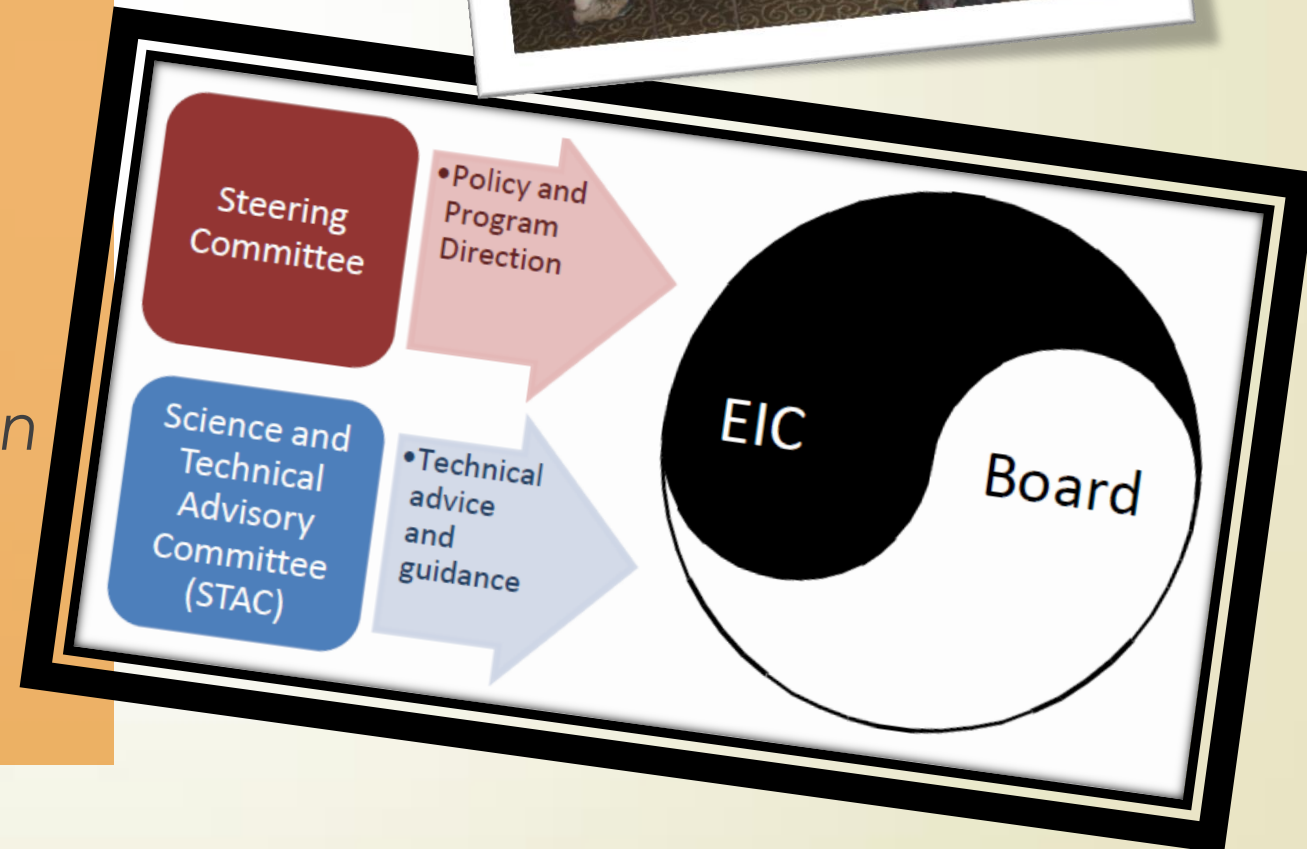 n
Steering
Committee
•Policy and
Program
Direction
Science and
Technical
Advisory
Committee
(STAC)
•Technical
advice
and
guidance
EIC
Board